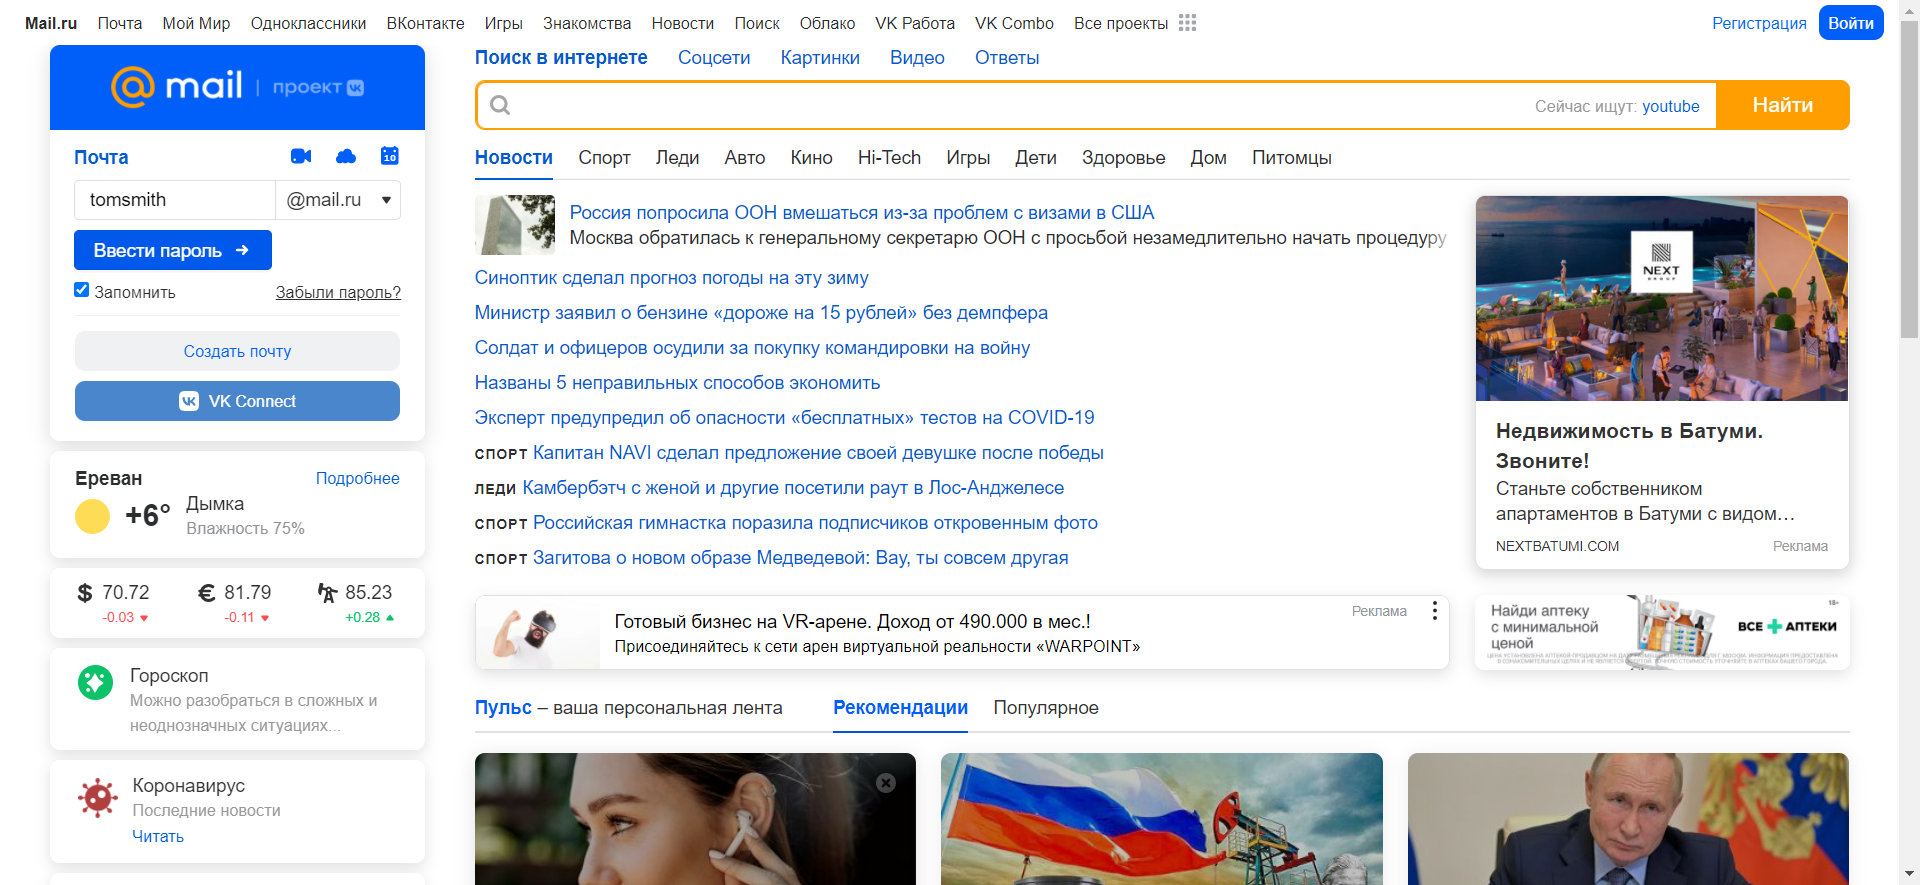 Mail.ru Почта Мой Мир Одноклассники ВКонтакте Игры Знакомства Новости Поиск Облако VK Работа VK Combo Все проекты Регистрация Войти
mail | проект
Почта
10
tomsmith @mail.ru
Ввести пароль →
Запомнить Забыли пароль?
Создать почту
VK Connect
Ереван Подробнее
+6° Дымка
Влажность 75%
$ 70.72 € 81.79 85.23
-0.03 -0.11 +0.28
Гороскоп
Можно разобраться в сложных и
неоднозначных ситуациях...
Коронавирус
Последние новости
Читать
Поиск в интернете Соцсети Картинки Видео Ответы
Сейчас ищут: youtube Найти
Новости Спорт Леди Авто Кино Hi-Tech Игры Дети Здоровье Дом Питомцы
Россия попросила ООН вмешаться из-за проблем с визами в США
Москва обратилась к генеральному секретарю ООН с просьбой незамедлительно начать процедуру
Синоптик сделал прогноз погоды на эту зиму
Министр заявил о бензине «дороже на 15 рублей» без демпфера
Солдат и офицеров осудили за покупку командировки на войну
Названы 5 неправильных способов экономить
Эксперт предупредил об опасности «бесплатных» тестов на COVID-19
СПОРТ Капитан NAVI сделал предложение своей девушке после победы
ЛЕДИ Камбербэтч с женой и другие посетили раут в Лос-Анджелесе
СПОРТ Российская гимнастка поразила подписчиков откровенным фото
СПОРТ Загитова о новом образе Медведевой: Вау, ты совсем другая
NEXT
GROUP
Недвижимость в Батуми.
Звоните!
Станьте собственником
апартаментов в Батуми с видом…
NEXTBATUMI.COM Реклама
Готовый бизнес на VR-арене. Доход от 490.000 в мес.!
Присоединяйтесь к сети арен виртуальной реальности «WARPOINT»
Реклама
Найди аптеку
с минимальной
ценой
ВСЕ АПТЕКИ
18+
Пульс – ваша персональная лента Рекомендации Популярное